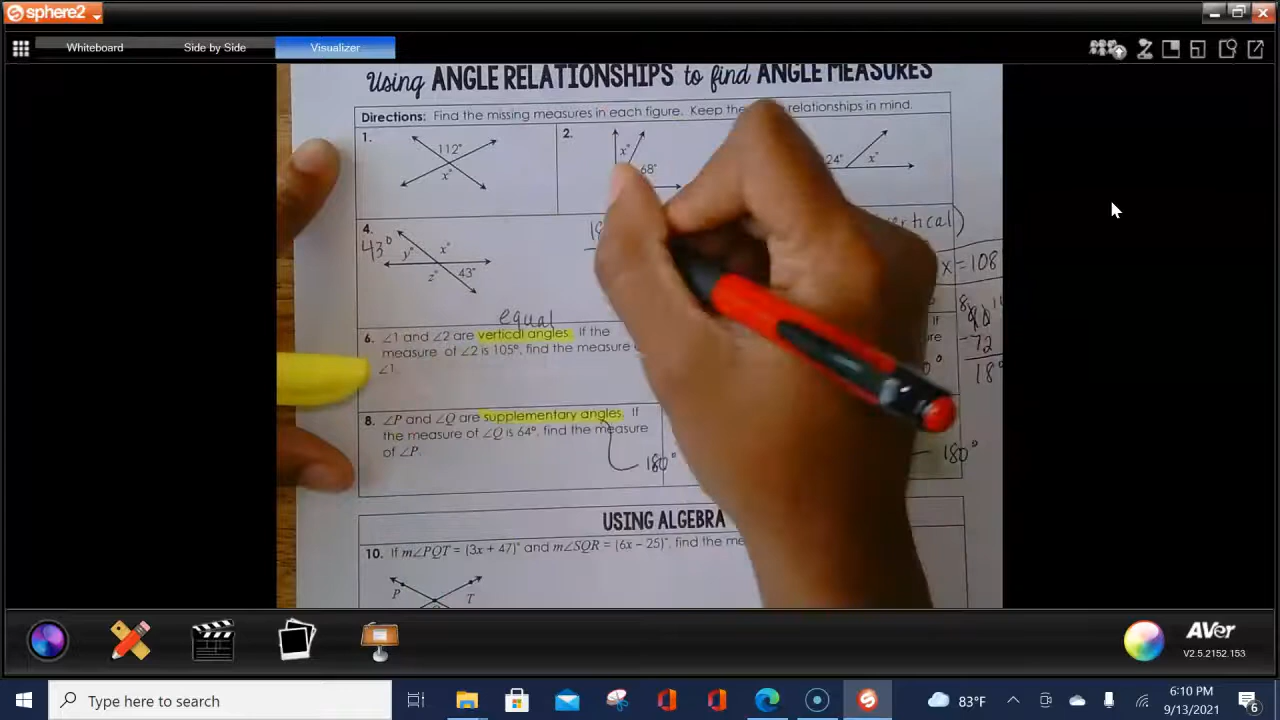 sphere2
Whiteboard
Side by Side
Visualizer
Using ANGLE RELATIONSHIPS to find ANGLE MEASURES
Directions: Find the missing measures in each figure. Keep the relationships in mind.
1.
112°
x°
2.
x°
68°
24°
x°
4.
43°
y°
x°
z°
43°
x = 108
equal
6. ∠1 and ∠2 are vertical angles. If the
measure of ∠2 is 105°, find the measure
∠1.
- 72
18°
8. ∠P and ∠Q are supplementary angles. If
the measure of ∠Q is 64°, find the measure
of ∠P.
180°
180°
USING ALGEBRA
10. If m∠PQT = (3x + 47)° and m∠SQR = (6x − 25)°, find the
P
T
AVer
V2.5.2152.153
Type here to search
83°F
6:10 PM
9/13/2021
6